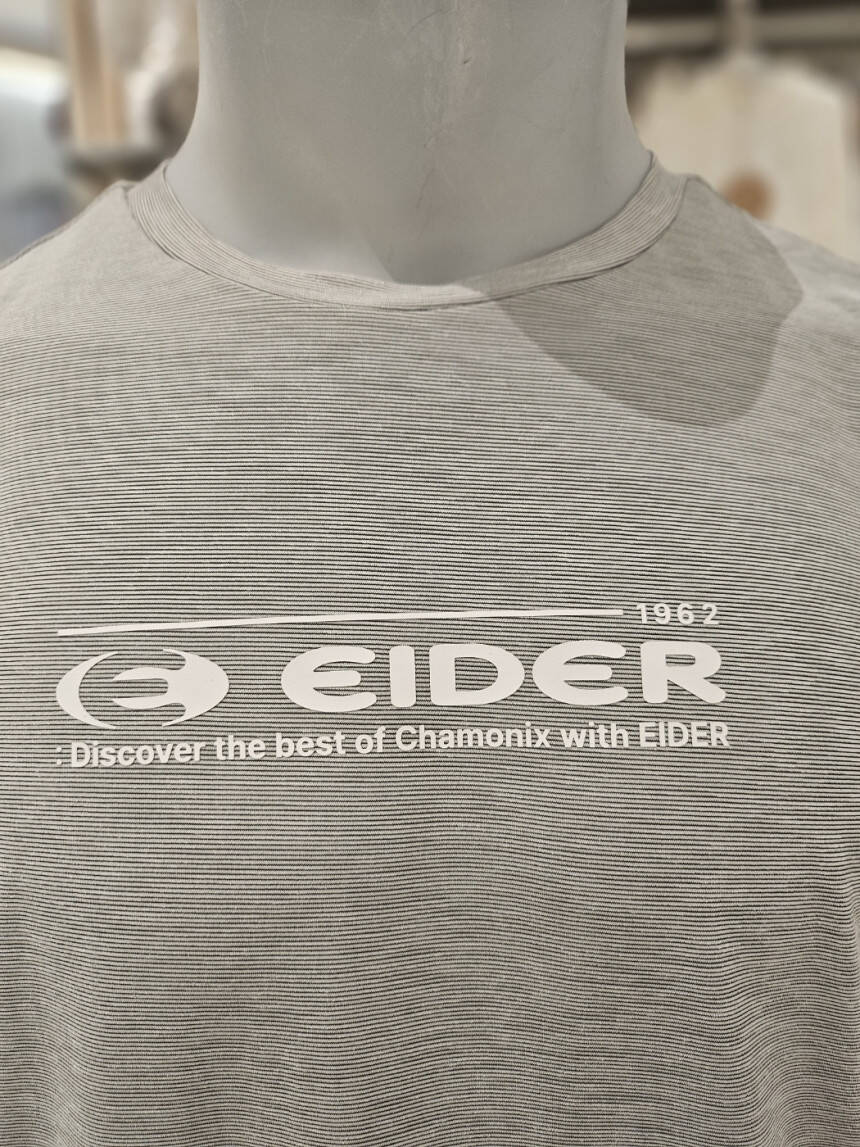 1962
EIDER
: Discover the best of Chamonix with EIDER